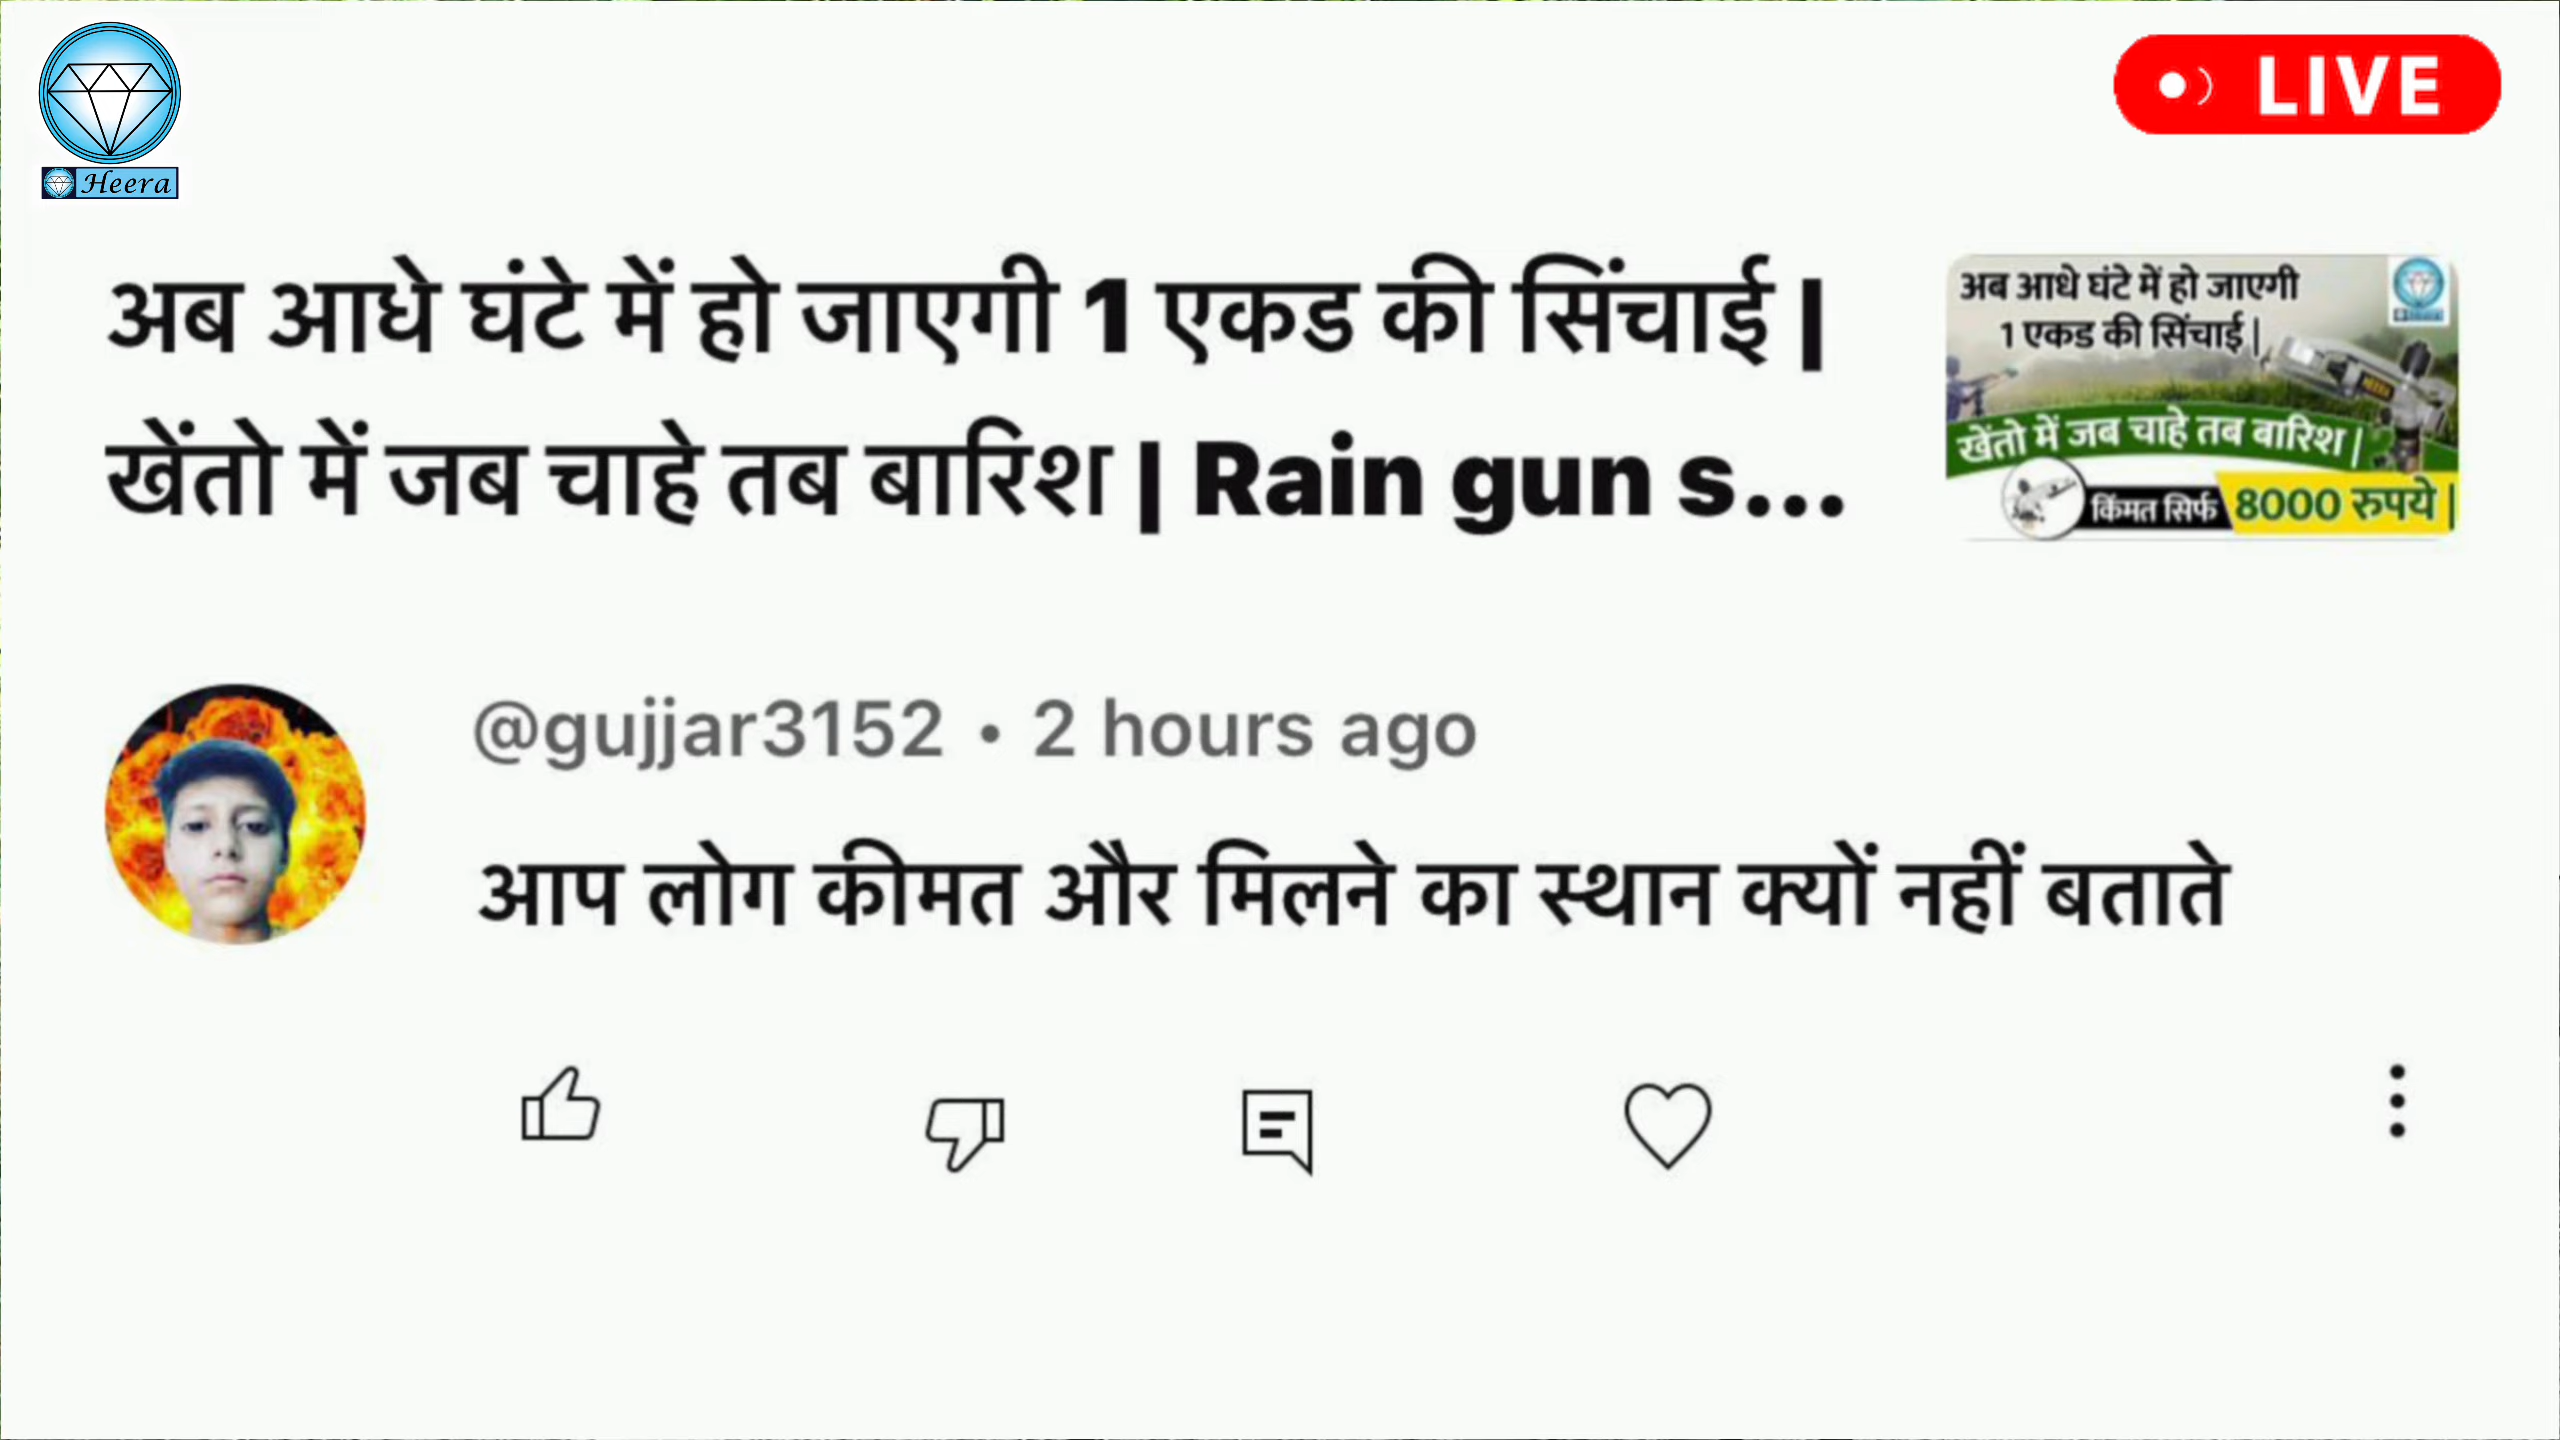 Heera
LIVE
अब आधे घंटे में हो जाएगी 1 एकड की सिंचाई |
खेंतो में जब चाहे तब बारिश | Rain gun s...
अब आधे घंटे में हो जाएगी
1 एकड की सिंचाई |
खेंतो में जब चाहे तब बारिश |
किंमत सिर्फ 8000 रुपये |
@gujjar3152 • 2 hours ago
आप लोग कीमत और मिलने का स्थान क्यों नहीं बताते